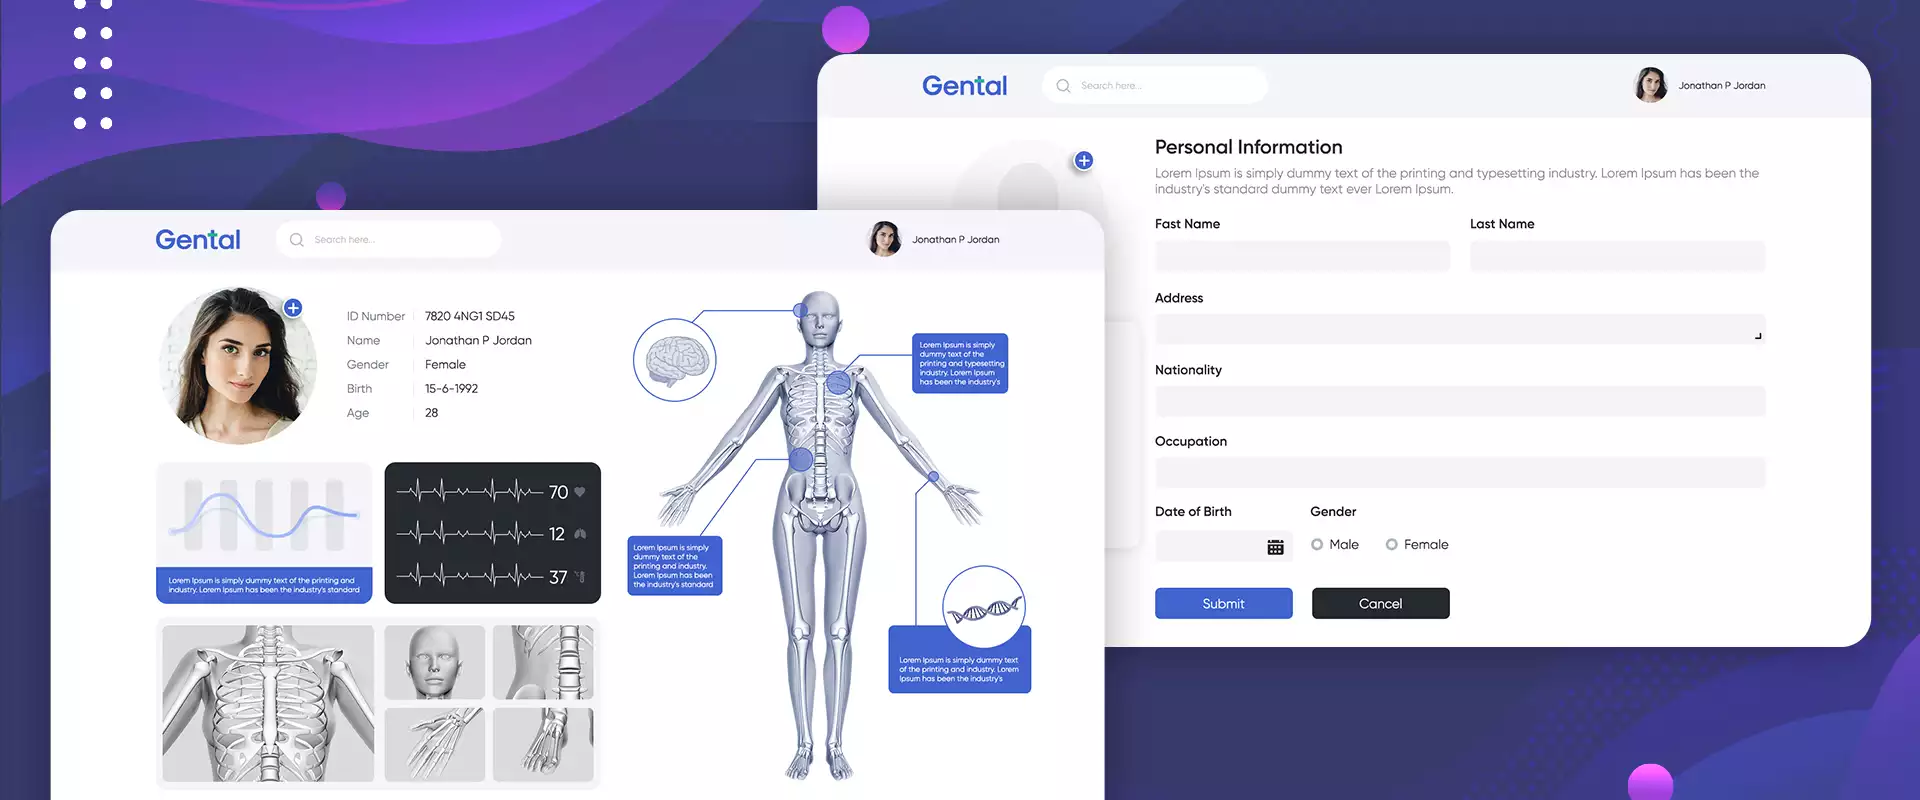 Gental
Search here...
Jonathan P Jordan
ID Number 7820 4NG1 SD45
Name Jonathan P Jordan
Gender Female
Birth 15-6-1992
Age 28
Lorem Ipsum is simply dummy text of the printing and
industry. Lorem Ipsum has been the industry's standard
70
12
37
Lorem Ipsum is simply
dummy text of the
printing and typesetting
industry. Lorem Ipsum
has been the industry's
Lorem Ipsum is simply
dummy text of the
printing and industry.
Lorem Ipsum has been
the industry's standard
Lorem Ipsum is simply dummy text
of the printing and industry. Lorem
Ipsum has been the industry's
Gental
Search here...
Jonathan P Jordan
Personal Information
Lorem Ipsum is simply dummy text of the printing and typesetting industry. Lorem Ipsum has been the
industry's standard dummy text ever Lorem Ipsum.
Fast Name Last Name
Address
Nationality
Occupation
Date of Birth Gender
Male Female
Submit Cancel